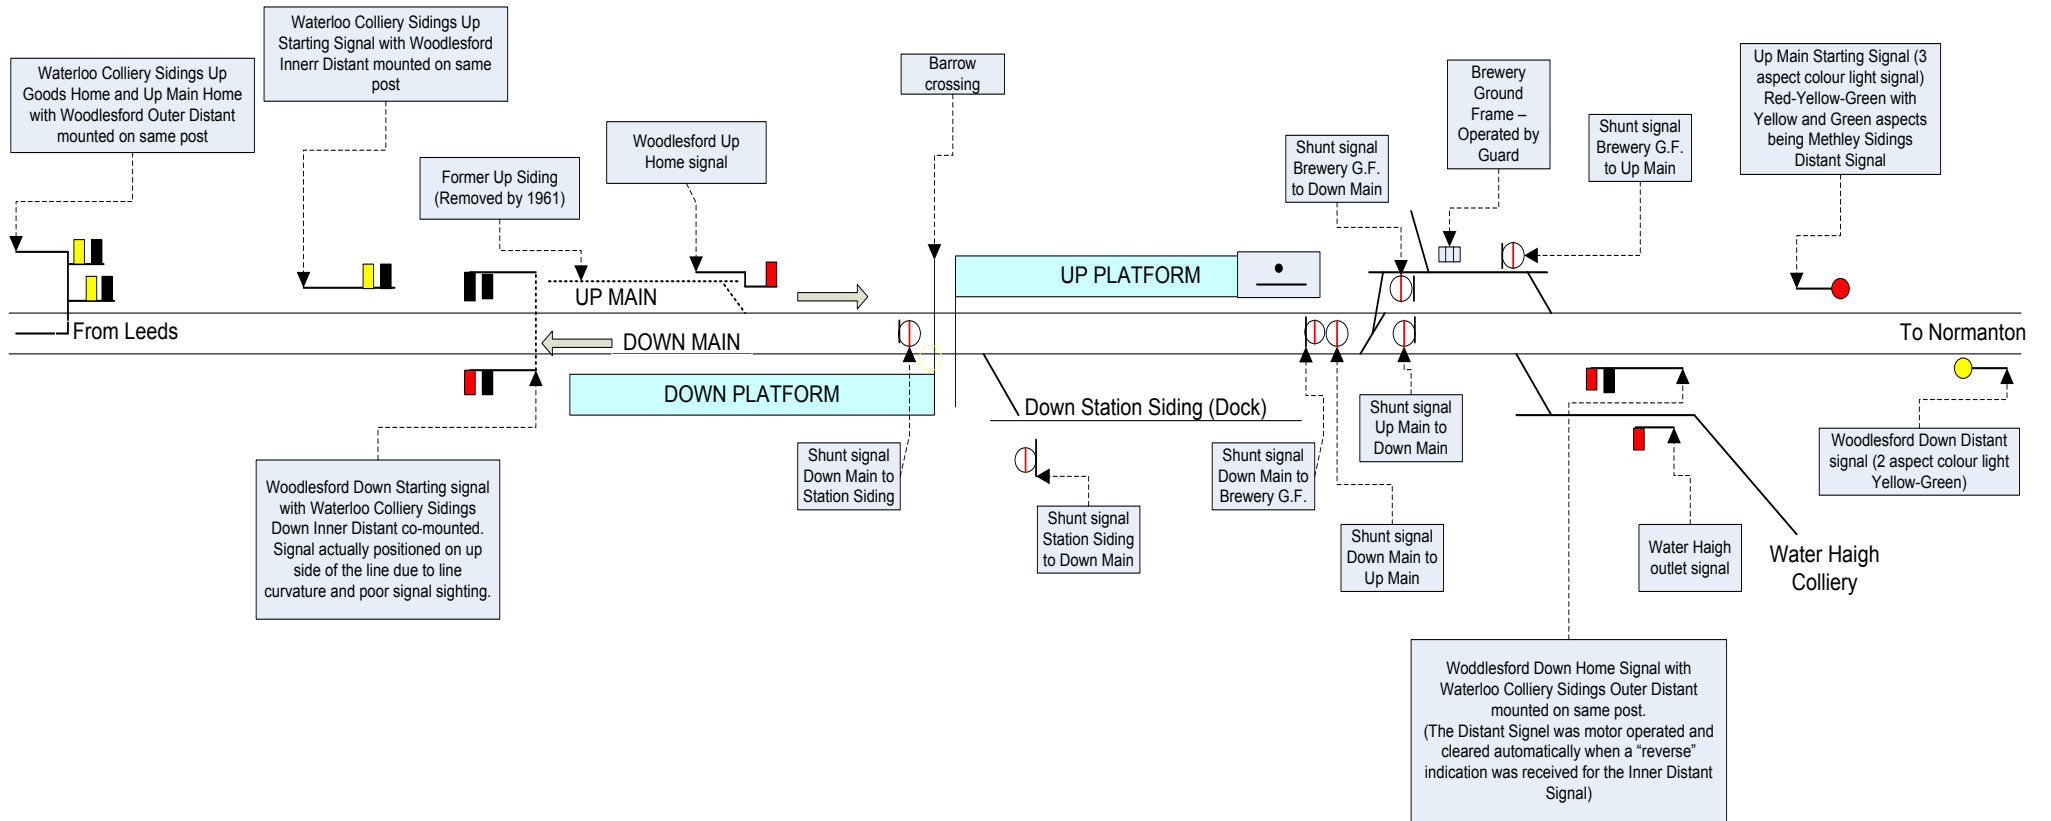 Waterloo Colliery Sidings Up
Goods Home and Up Main Home
with Woodlesford Outer Distant
mounted on same post
Waterloo Colliery Sidings Up
Starting Signal with Woodlesford
Innerr Distant mounted on same
post
Former Up Siding
(Removed by 1961)
Woodlesford Up
Home signal
Barrow
crossing
Shunt signal
Brewery G.F.
to Down Main
Brewery
Ground
Frame –
Operated by
Guard
Shunt signal
Brewery G.F.
to Up Main
Up Main Starting Signal (3
aspect colour light signal)
Red-Yellow-Green with
Yellow and Green aspects
being Methley Sidings
Distant Signal
UP PLATFORM
UP MAIN
From Leeds
DOWN MAIN
To Normanton
DOWN PLATFORM
Down Station Siding (Dock)
Woodlesford Down Starting signal
with Waterloo Colliery Sidings
Down Inner Distant co-mounted.
Signal actually positioned on up
side of the line due to line
curvature and poor signal sighting.
Shunt signal
Down Main to
Station Siding
Shunt signal
Station Siding
to Down Main
Shunt signal
Down Main to
Brewery G.F.
Shunt signal
Down Main to
Up Main
Shunt signal
Up Main to
Down Main
Water Haigh
outlet signal
Water Haigh
Colliery
Woodlesford Down Distant
signal (2 aspect colour light
Yellow-Green)
Woddlesford Down Home Signal with
Waterloo Colliery Sidings Outer Distant
mounted on same post.
(The Distant Signel was motor operated and
cleared automatically when a “reverse”
indication was received for the Inner Distant
Signal)